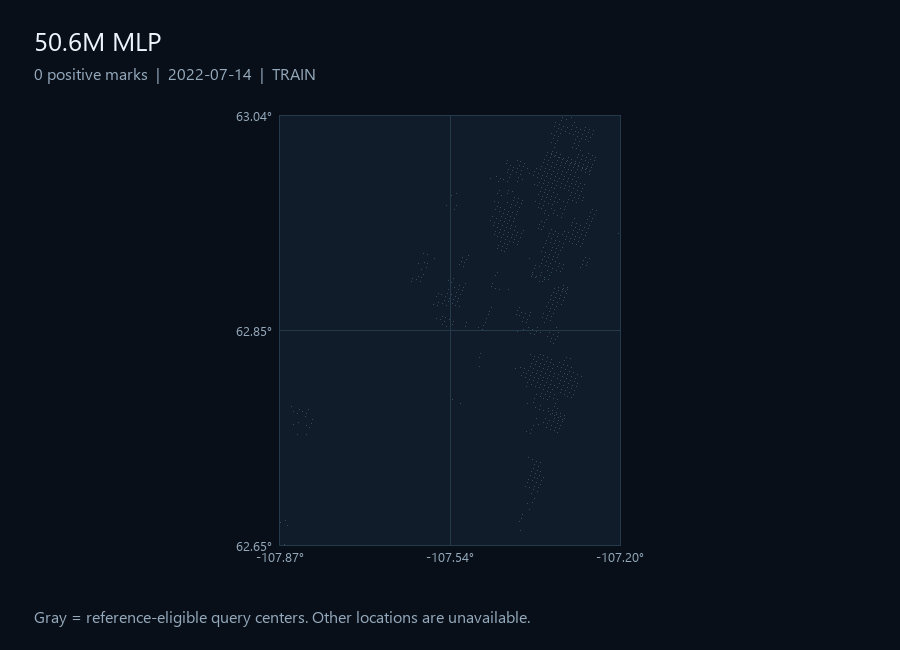 50.6M MLP
0 positive marks | 2022-07-14 | TRAIN
63.04°
62.85°
62.65°
-107.87°
-107.54°
-107.20°
Gray = reference-eligible query centers. Other locations are unavailable.